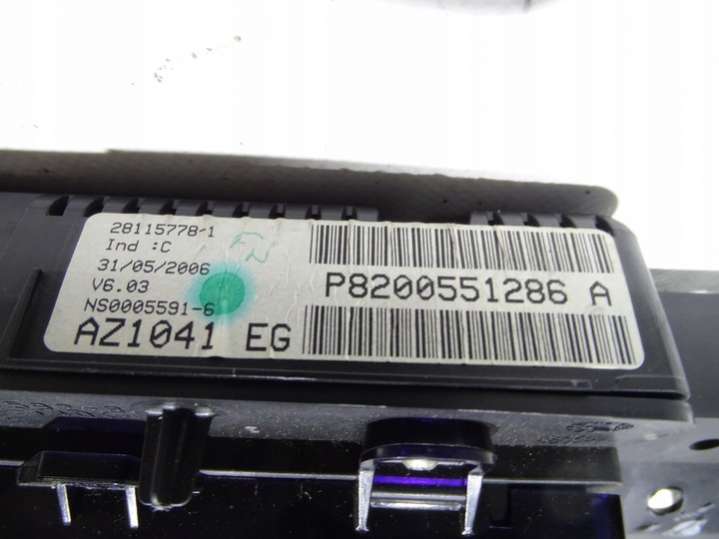 28115778-1
Ind :C
31/05/2006
V6.03
NS0005591-6
AZ1041 EG
P8200551286 A